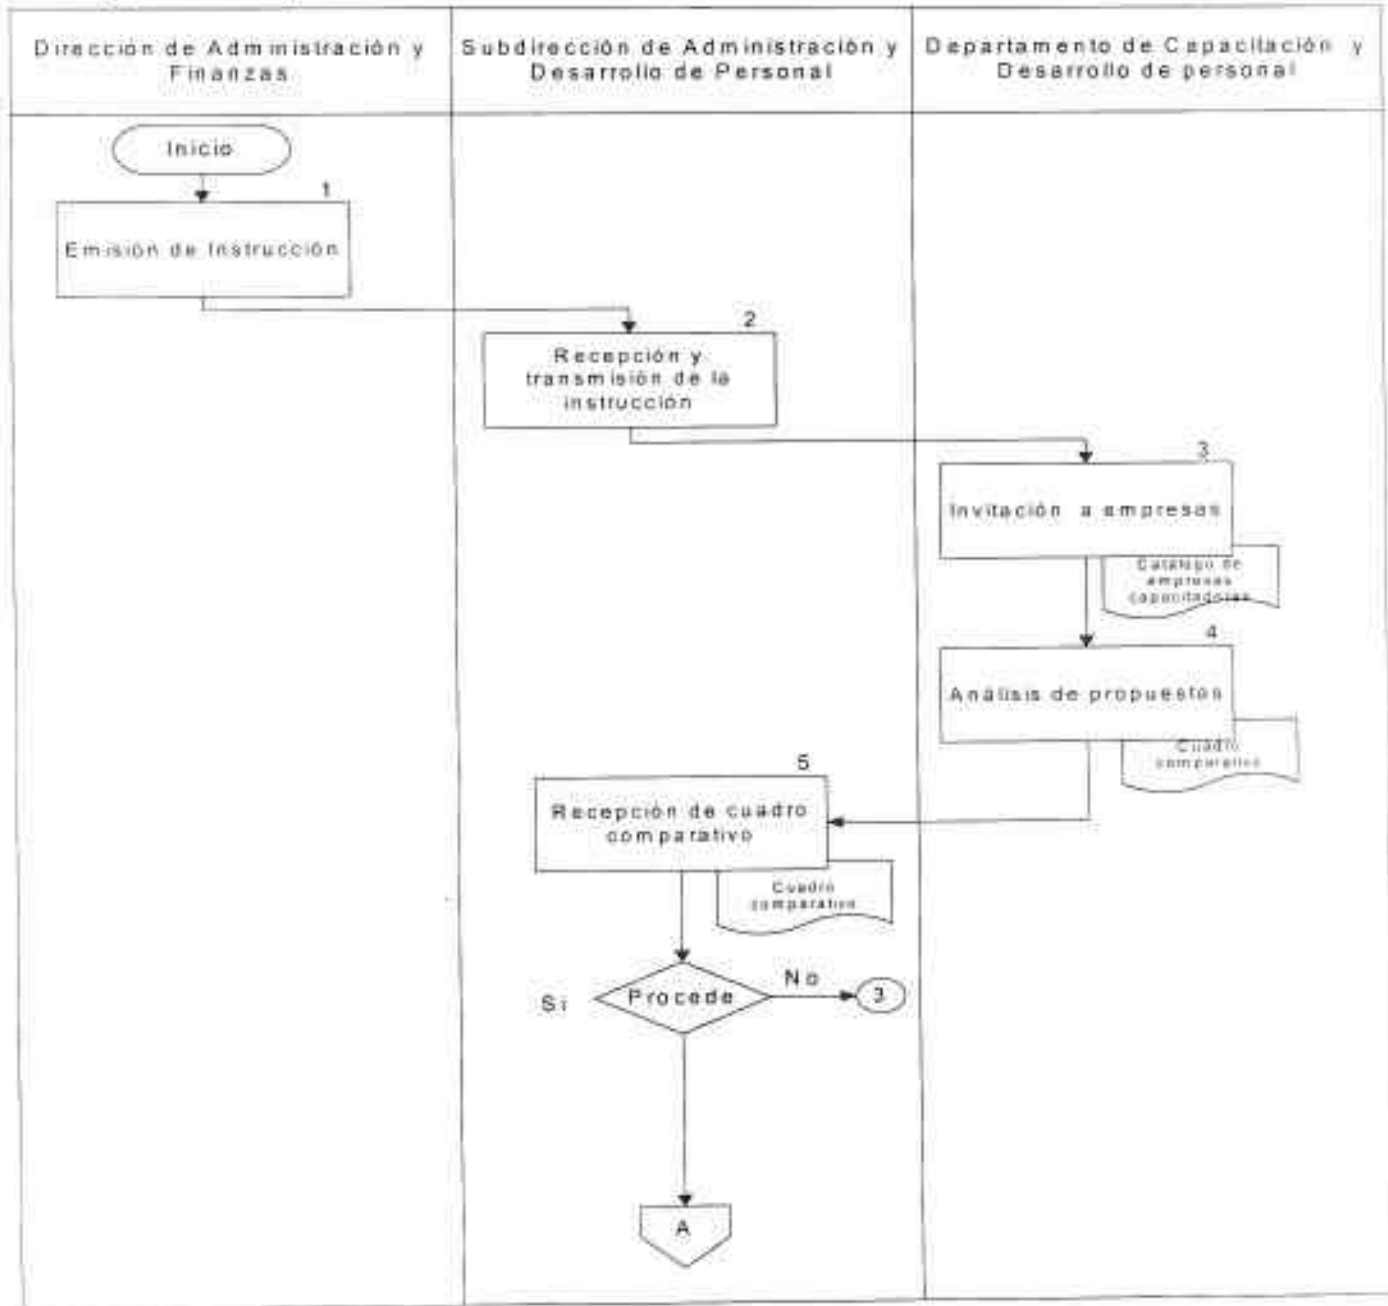 Dirección de Administración y
Finanzas
Subdirección de Administración y
Desarrollo de Personal
Departamento de Capacitación y
Desarrollo de personal
Inicio
1
Emisión de Instrucción
2
Recepción y
transmisión de la
instrucción
3
Invitación a empresas
Catálogo de
empresas
capacitadoras
4
Análisis de propuestas
Cuadro
comparativo
5
Recepción de cuadro
comparativo
Cuadro
comparativo
Procede
No
3
Si
A